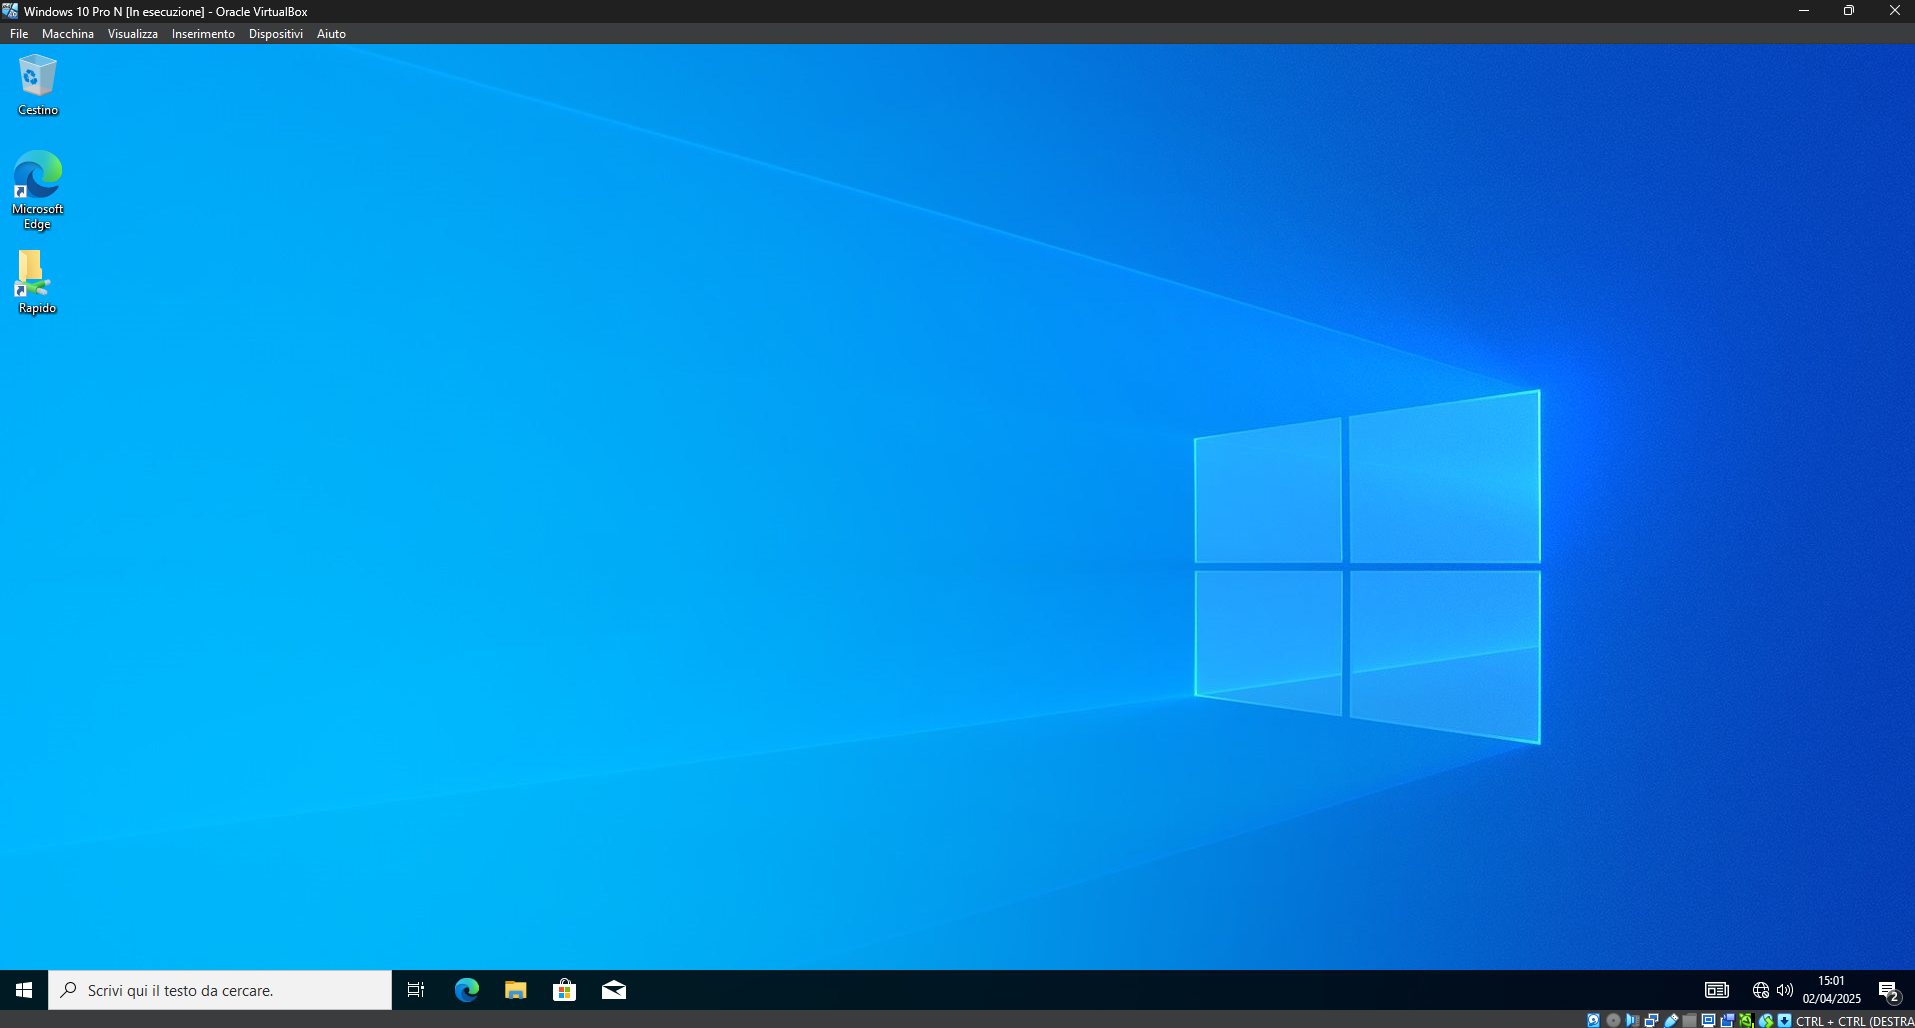 Windows 10 Pro N [In esecuzione] - Oracle VirtualBox
File Macchina Visualizza Inserimento Dispositivi Aiuto
Cestino
Microsoft
Edge
Rapido
Scrivi qui il testo da cercare.
15:01
02/04/2025
2
CTRL + CTRL (DESTRA